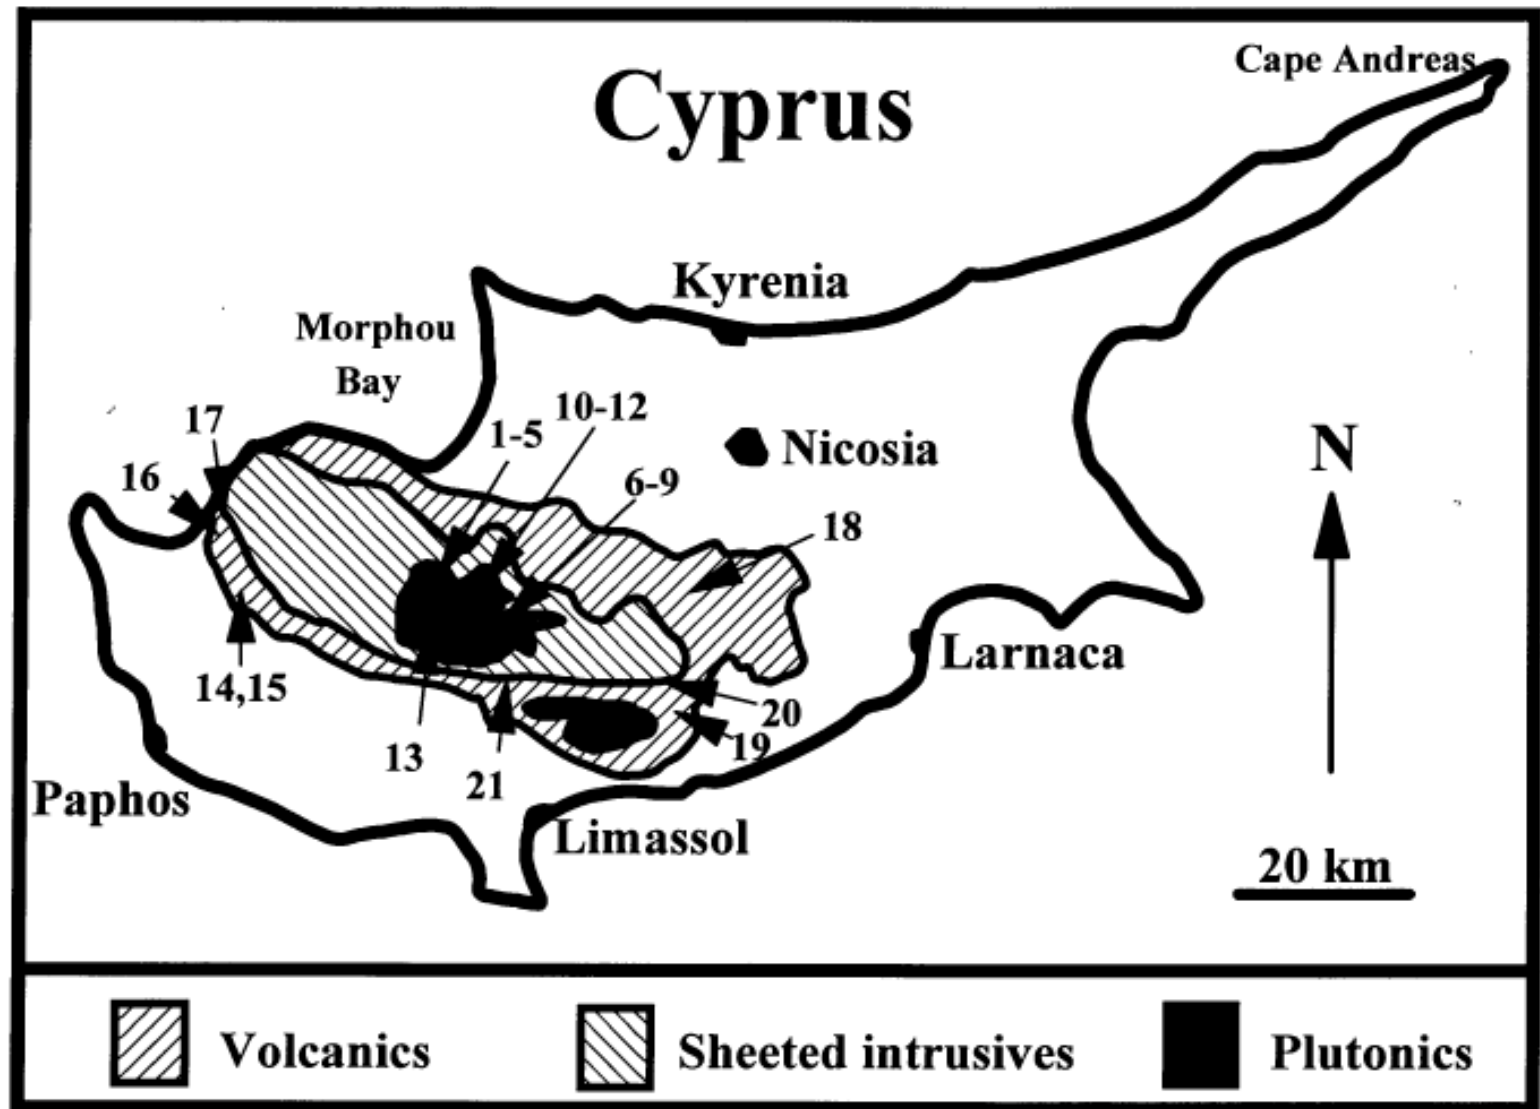 Cape Andreas
Cyprus
Kyrenia
Morphou
Bay
10-12
17
1-5
N
Nicosia
16
6-9
18
Larnaca
14,15
20
19
13
21
Paphos
Limassol
20 km
Volcanics
Sheeted intrusives
Plutonics